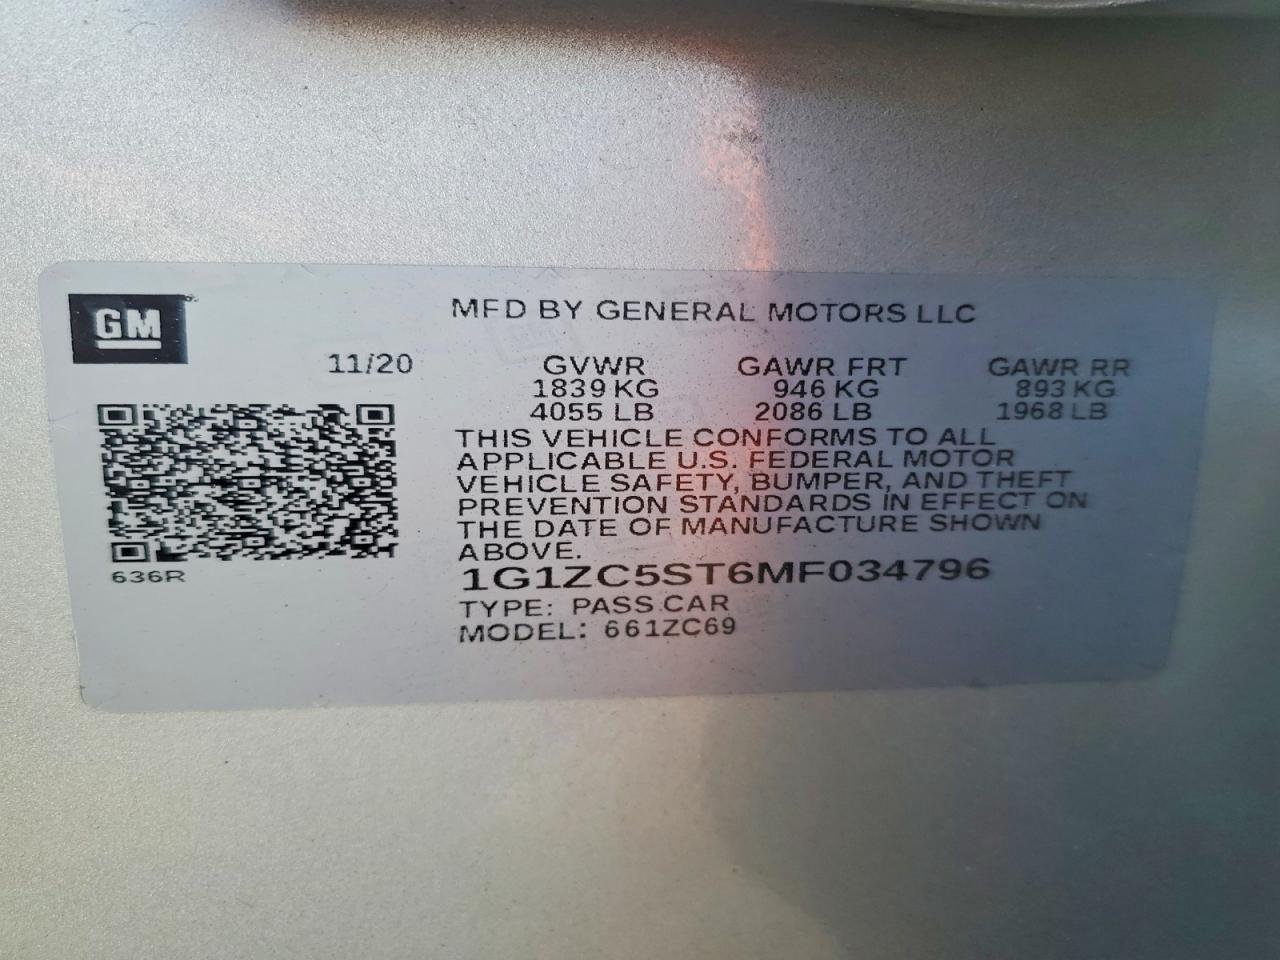 GM
MFD BY GENERAL MOTORS LLC
11/20 GVWR GAWR FRT GAWR RR
1839 KG 946 KG 893 KG
4055 LB 2086 LB 1968 LB
THIS VEHICLE CONFORMS TO ALL
APPLICABLE U.S. FEDERAL MOTOR
VEHICLE SAFETY, BUMPER, AND THEFT
PREVENTION STANDARDS IN EFFECT ON
THE DATE OF MANUFACTURE SHOWN
ABOVE.
636R
1G1ZC5ST6MF034796
TYPE: PASS.CAR
MODEL: 661ZC69